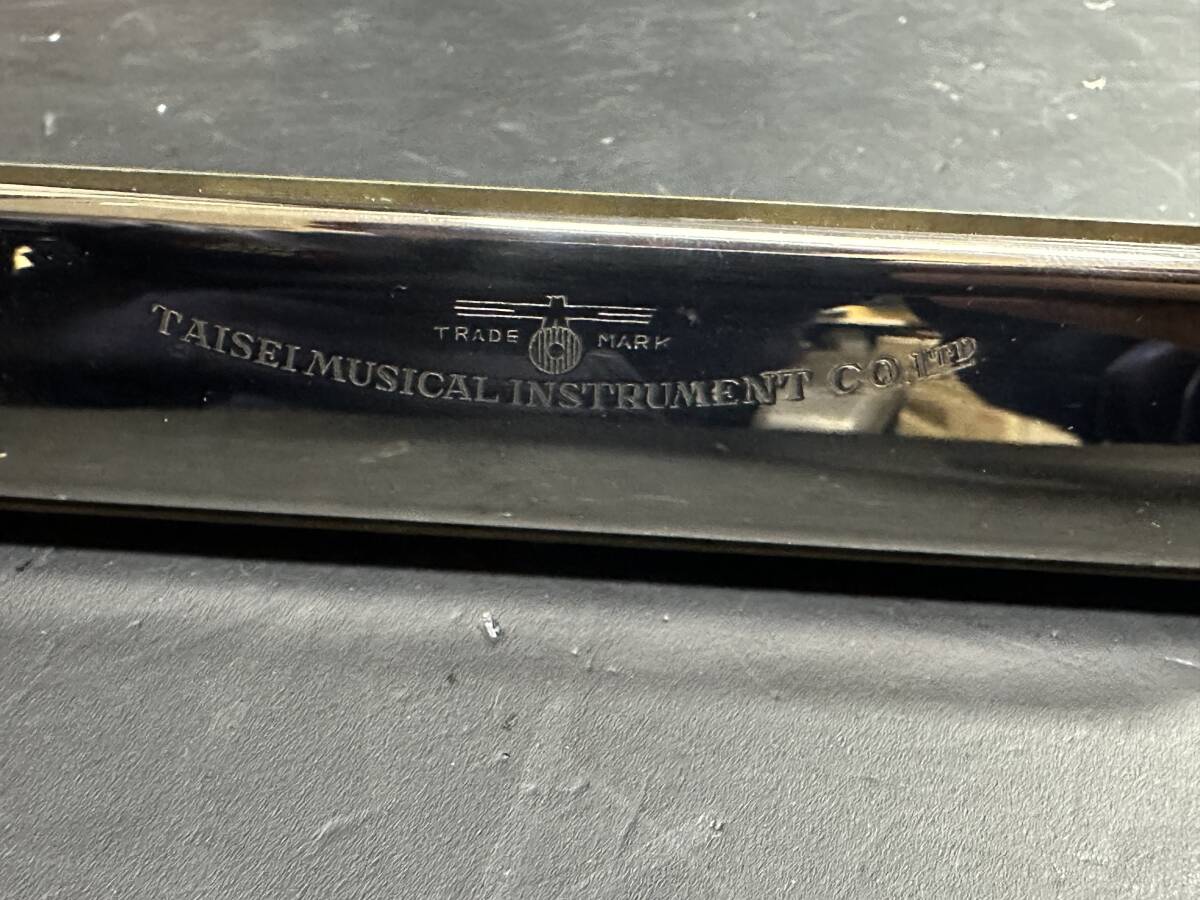 TRADE MARK
TAISEI MUSICAL INSTRUMENT CO. LTD